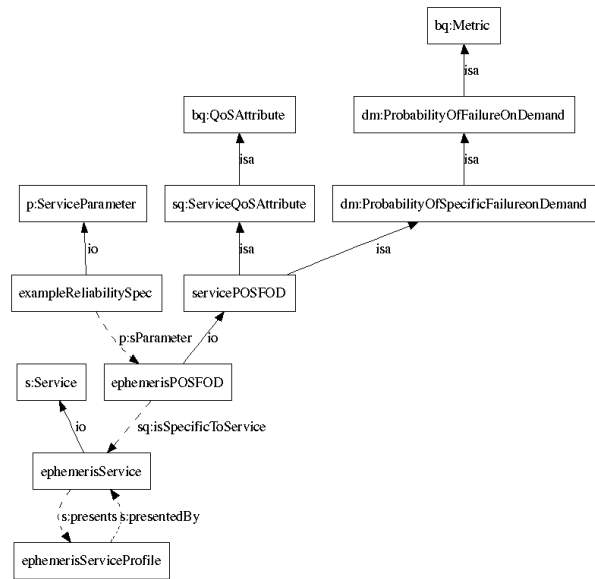 bq:Metric
isa
bq:QoSAttribute
dm:ProbabilityOfFailureOnDemand
isa
isa
p:ServiceParameter
sq:ServiceQoSAttribute
dm:ProbabilityOfSpecificFailureonDemand
io
isa
isa
exampleReliabilitySpec
servicePOSFOD
p:sParameter
io
s:Service
ephemerisPOSFOD
io
sq:isSpecificToService
ephemerisService
s:presents
s:presentedBy
ephemerisServiceProfile